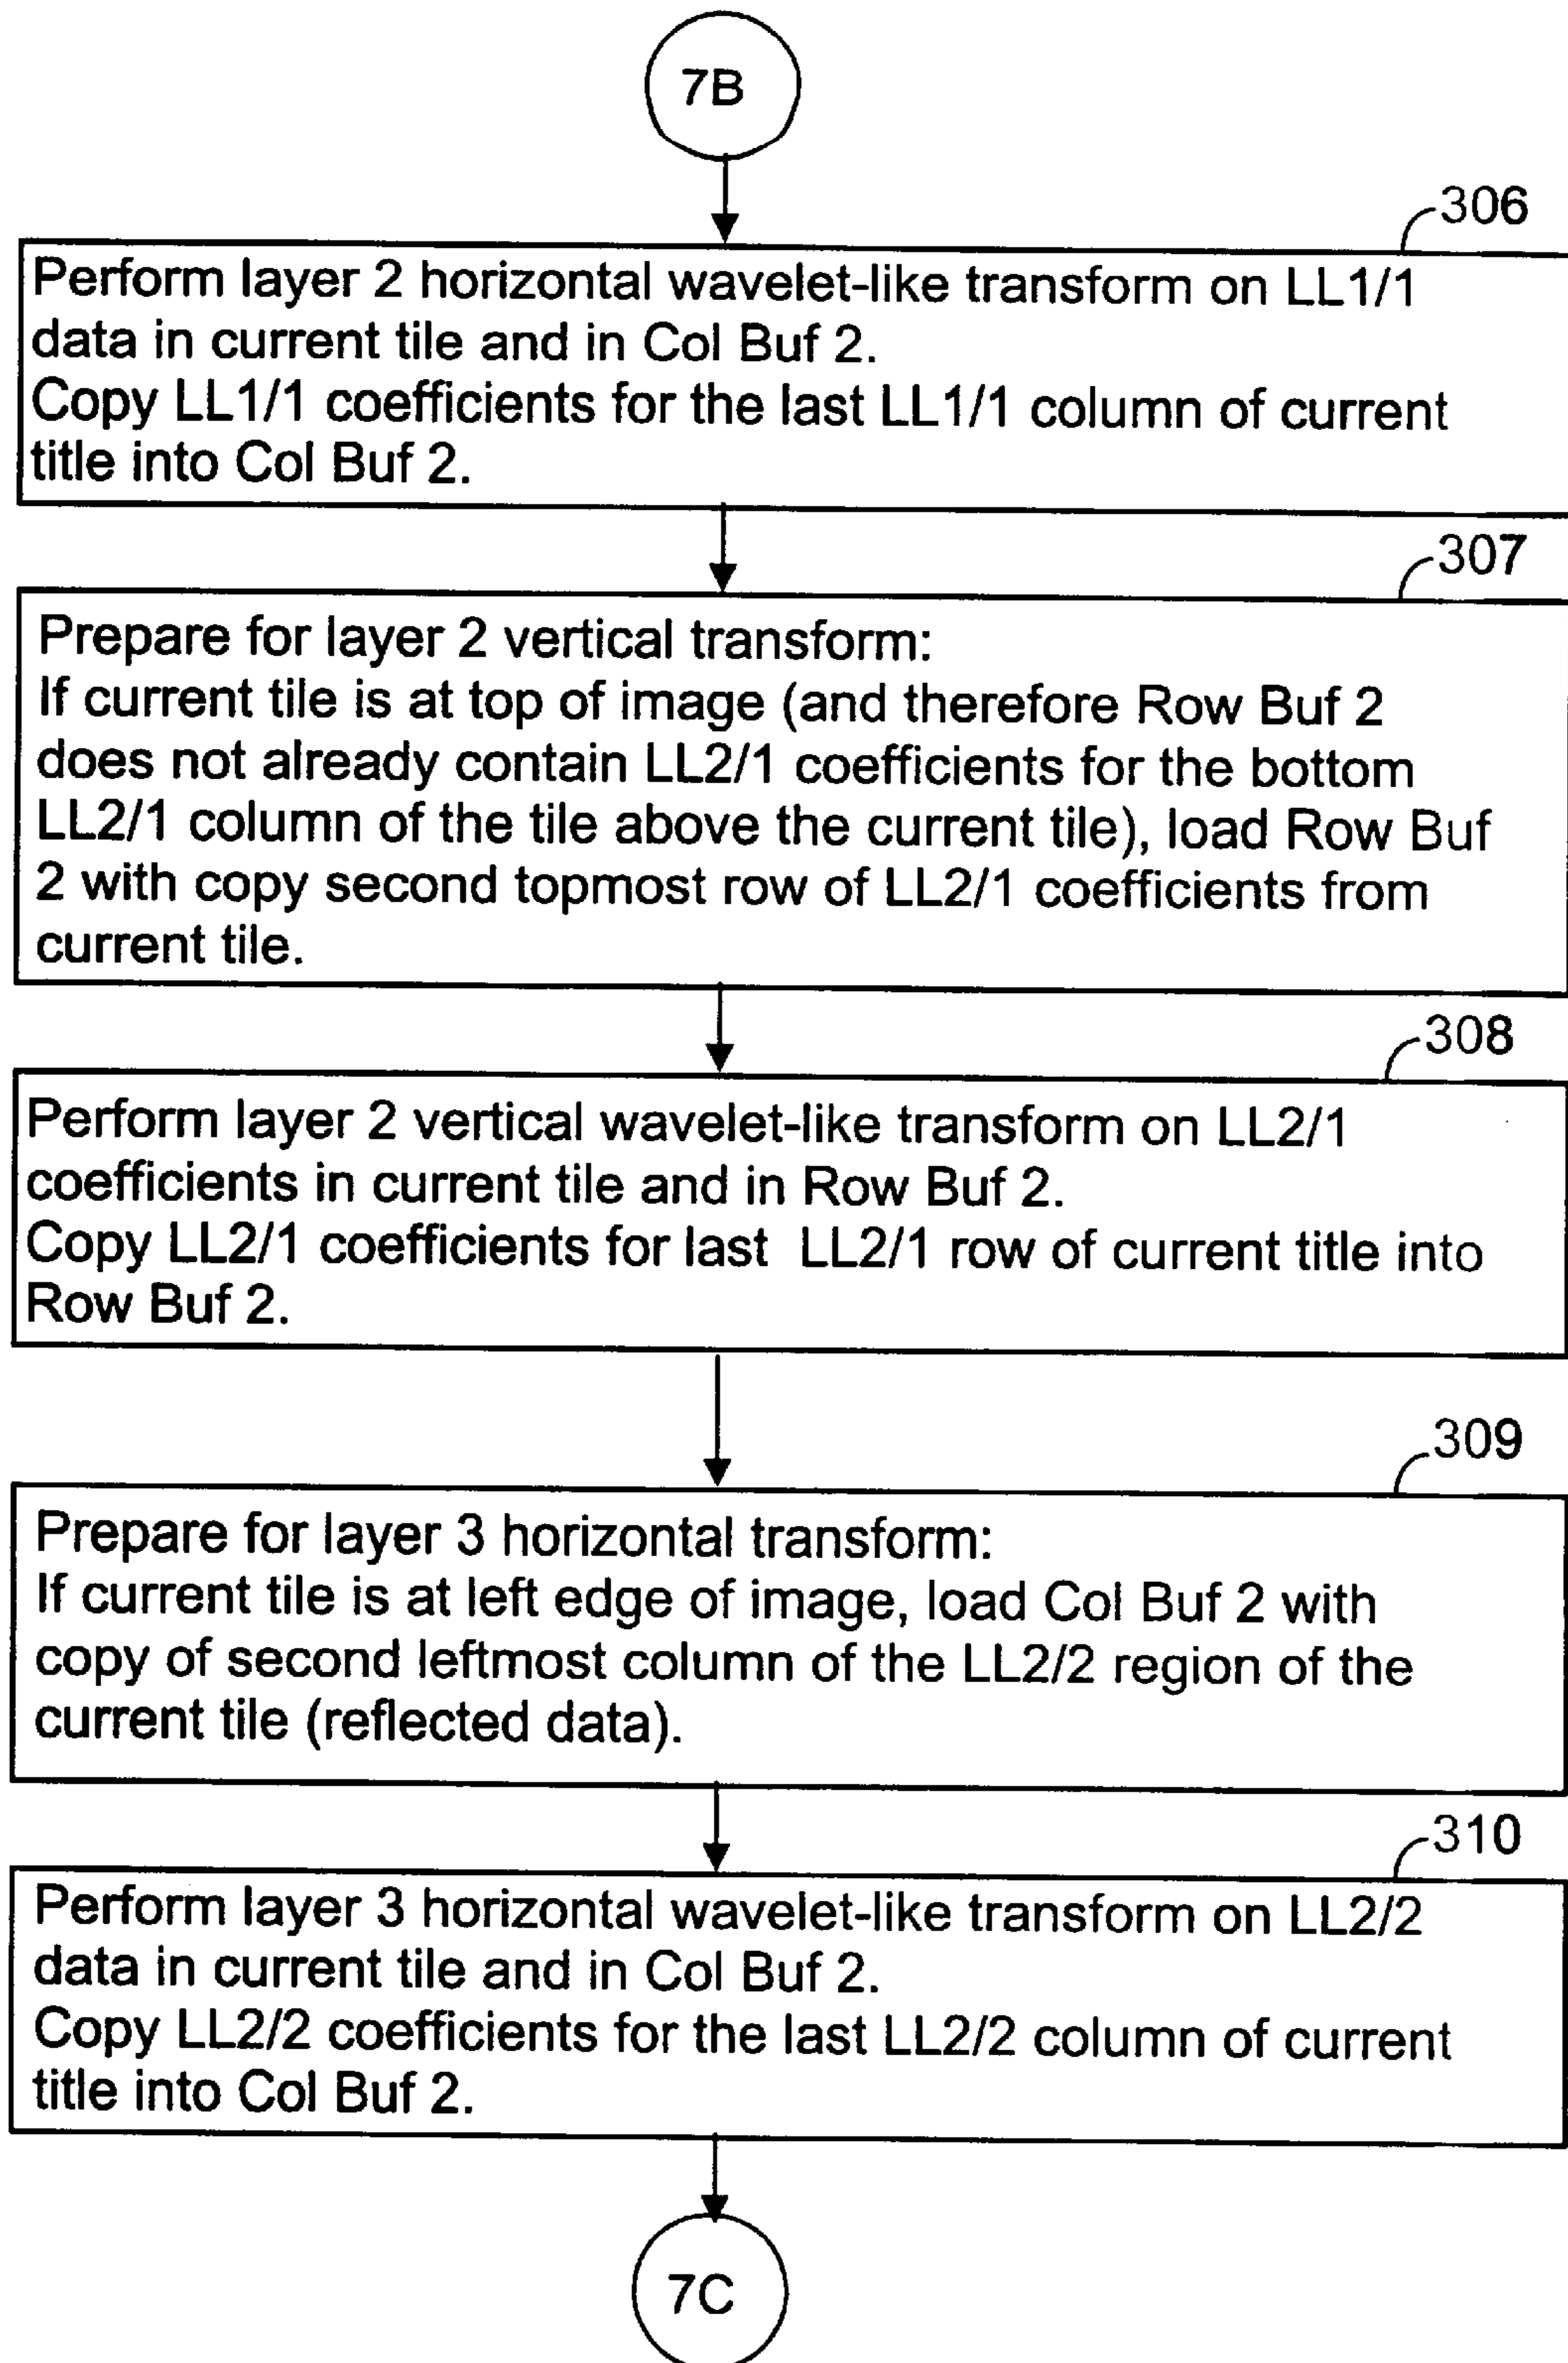 7B
306
Perform layer 2 horizontal wavelet-like transform on LL1/1
data in current tile and in Col Buf 2.
Copy LL1/1 coefficients for the last LL1/1 column of current
title into Col Buf 2.
307
Prepare for layer 2 vertical transform:
If current tile is at top of image (and therefore Row Buf 2
does not already contain LL2/1 coefficients for the bottom
LL2/1 column of the tile above the current tile), load Row Buf
2 with copy second topmost row of LL2/1 coefficients from
current tile.
308
Perform layer 2 vertical wavelet-like transform on LL2/1
coefficients in current tile and in Row Buf 2.
Copy LL2/1 coefficients for last LL2/1 row of current title into
Row Buf 2.
309
Prepare for layer 3 horizontal transform:
If current tile is at left edge of image, load Col Buf 2 with
copy of second leftmost column of the LL2/2 region of the
current tile (reflected data).
310
Perform layer 3 horizontal wavelet-like transform on LL2/2
data in current tile and in Col Buf 2.
Copy LL2/2 coefficients for the last LL2/2 column of current
title into Col Buf 2.
7C